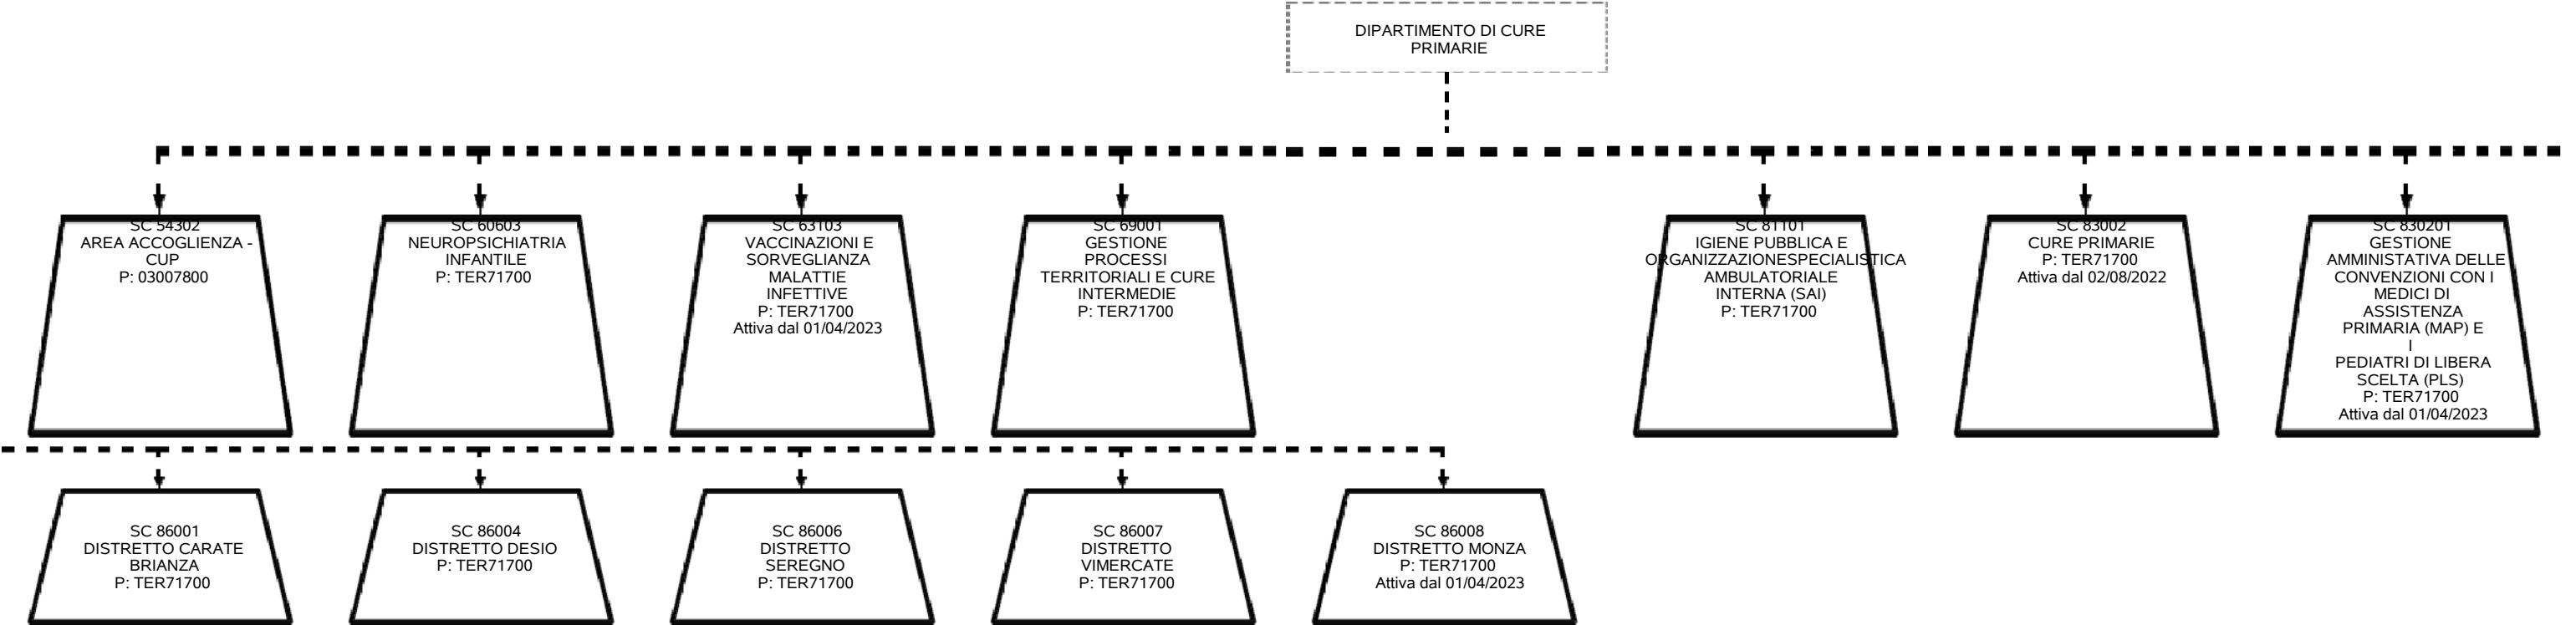 DIPARTIMENTO DI CURE
PRIMARIE
SC 54302
AREA ACCOGLIENZA -
CUP
P: 03007800
SC 60603
NEUROPSICHIATRIA
INFANTILE
P: TER71700
SC 63103
VACCINAZIONI E
SORVEGLIANZA
MALATTIE
INFETTIVE
P: TER71700
Attiva dal 01/04/2023
SC 69001
GESTIONE
PROCESSI
TERRITORIALI E CURE
INTERMEDIE
P: TER71700
SC 81101
IGIENE PUBBLICA E
ORGANIZZAZIONESPECIALISTICA
AMBULATORIALE
INTERNA (SAI)
P: TER71700
SC 83002
CURE PRIMARIE
P: TER71700
Attiva dal 02/08/2022
SC 830201
GESTIONE
AMMINISTATIVA DELLE
CONVENZIONI CON I
MEDICI DI
ASSISTENZA
PRIMARIA (MAP) E
I
PEDIATRI DI LIBERA
SCELTA (PLS)
P: TER71700
Attiva dal 01/04/2023
SC 86001
DISTRETTO CARATE
BRIANZA
P: TER71700
SC 86004
DISTRETTO DESIO
P: TER71700
SC 86006
DISTRETTO
SEREGNO
P: TER71700
SC 86007
DISTRETTO
VIMERCATE
P: TER71700
SC 86008
DISTRETTO MONZA
P: TER71700
Attiva dal 01/04/2023